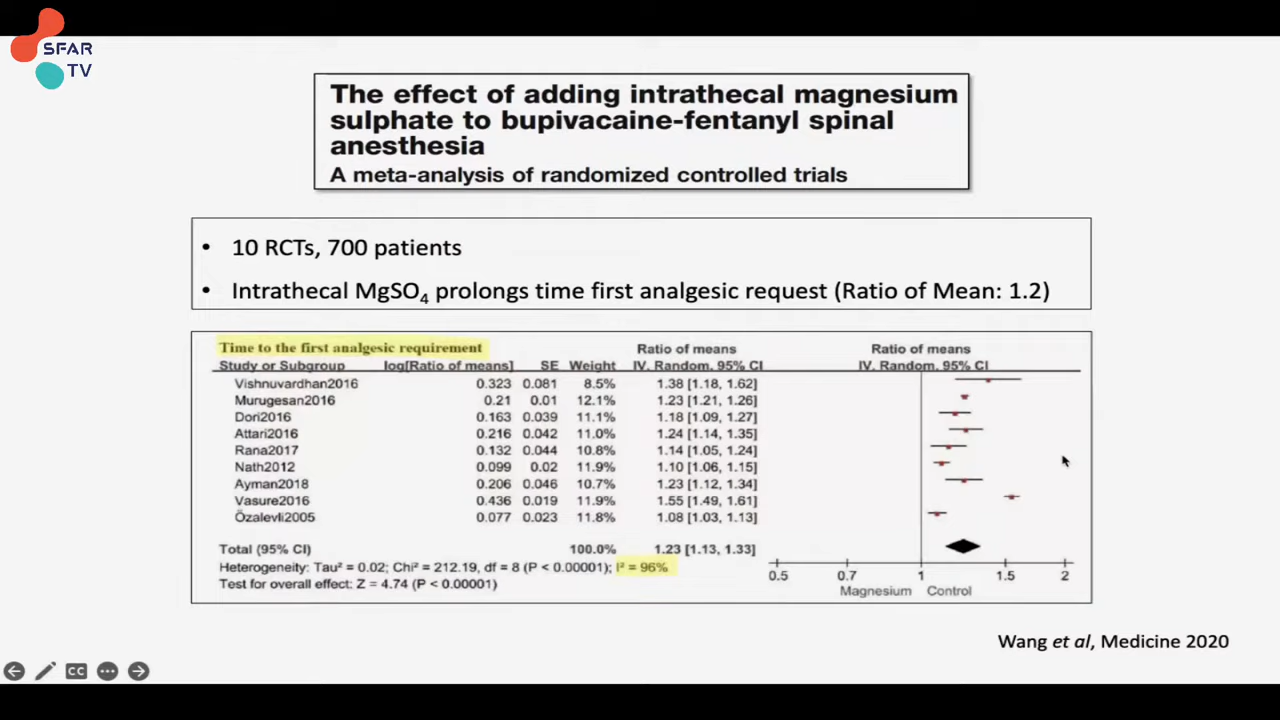 SFAR
TV
The effect of adding intrathecal magnesium
sulphate to bupivacaine-fentanyl spinal
anesthesia
A meta-analysis of randomized controlled trials
• 10 RCTs, 700 patients
• Intrathecal MgSO₄ prolongs time first analgesic request (Ratio of Mean: 1.2)
Time to the first analgesic requirement Ratio of means Ratio of means
Study or Subgroup log[Ratio of means] SE Weight IV. Random. 95% CI IV. Random. 95% CI
Vishnuvardhan2016 0.323 0.081 8.5% 1.38 [1.18, 1.62]
Murugesan2016 0.21 0.01 12.1% 1.23 [1.21, 1.26]
Dori2016 0.163 0.039 11.1% 1.18 [1.09, 1.27]
Attari2016 0.216 0.042 11.0% 1.24 [1.14, 1.35]
Rana2017 0.132 0.044 10.8% 1.14 [1.05, 1.24]
Nath2012 0.099 0.02 11.9% 1.10 [1.06, 1.15]
Ayman2018 0.206 0.046 10.7% 1.23 [1.12, 1.34]
Vasure2016 0.436 0.019 11.9% 1.55 [1.49, 1.61]
Özalevli2005 0.077 0.023 11.8% 1.08 [1.03, 1.13]
Total (95% CI) 100.0% 1.23 [1.13, 1.33]
Heterogeneity: Tau² = 0.02; Chi² = 212.19, df = 8 (P < 0.00001); I² = 96%
Test for overall effect: Z = 4.74 (P < 0.00001)
0.5 0.7 1 1.5 2
Magnesium Control
Wang et al, Medicine 2020
CC